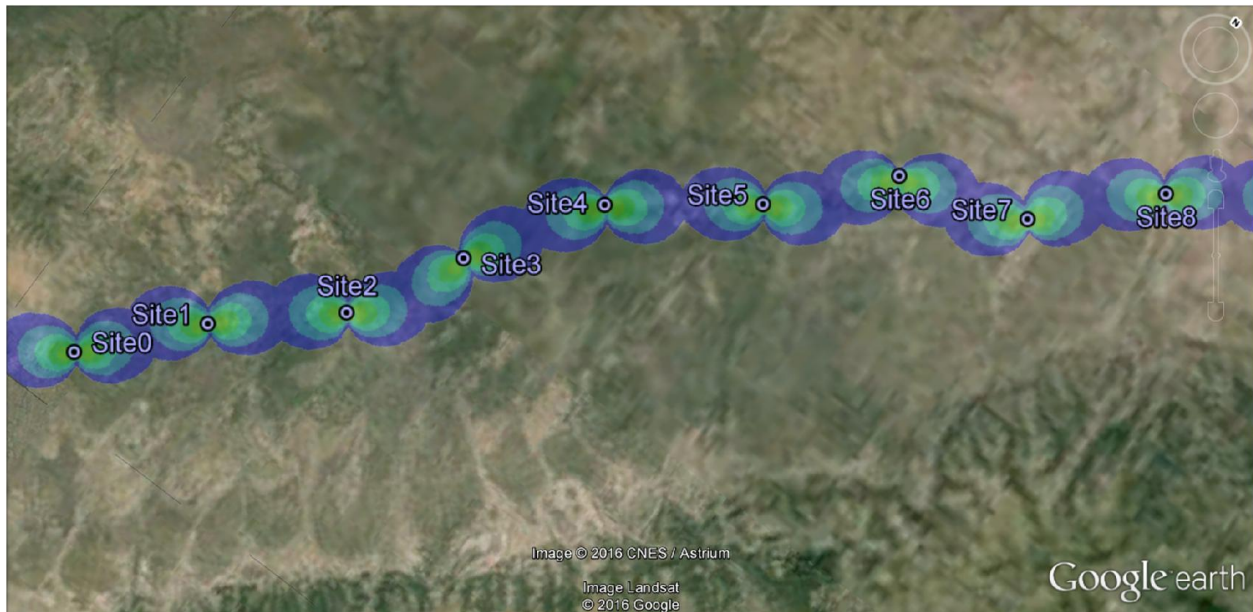 N
Site6
Site5
Site4
Site7
Site8
Site3
Site2
Site1
Site0
Image © 2016 CNES / Astrium
Image Landsat
© 2016 Google
Google earth